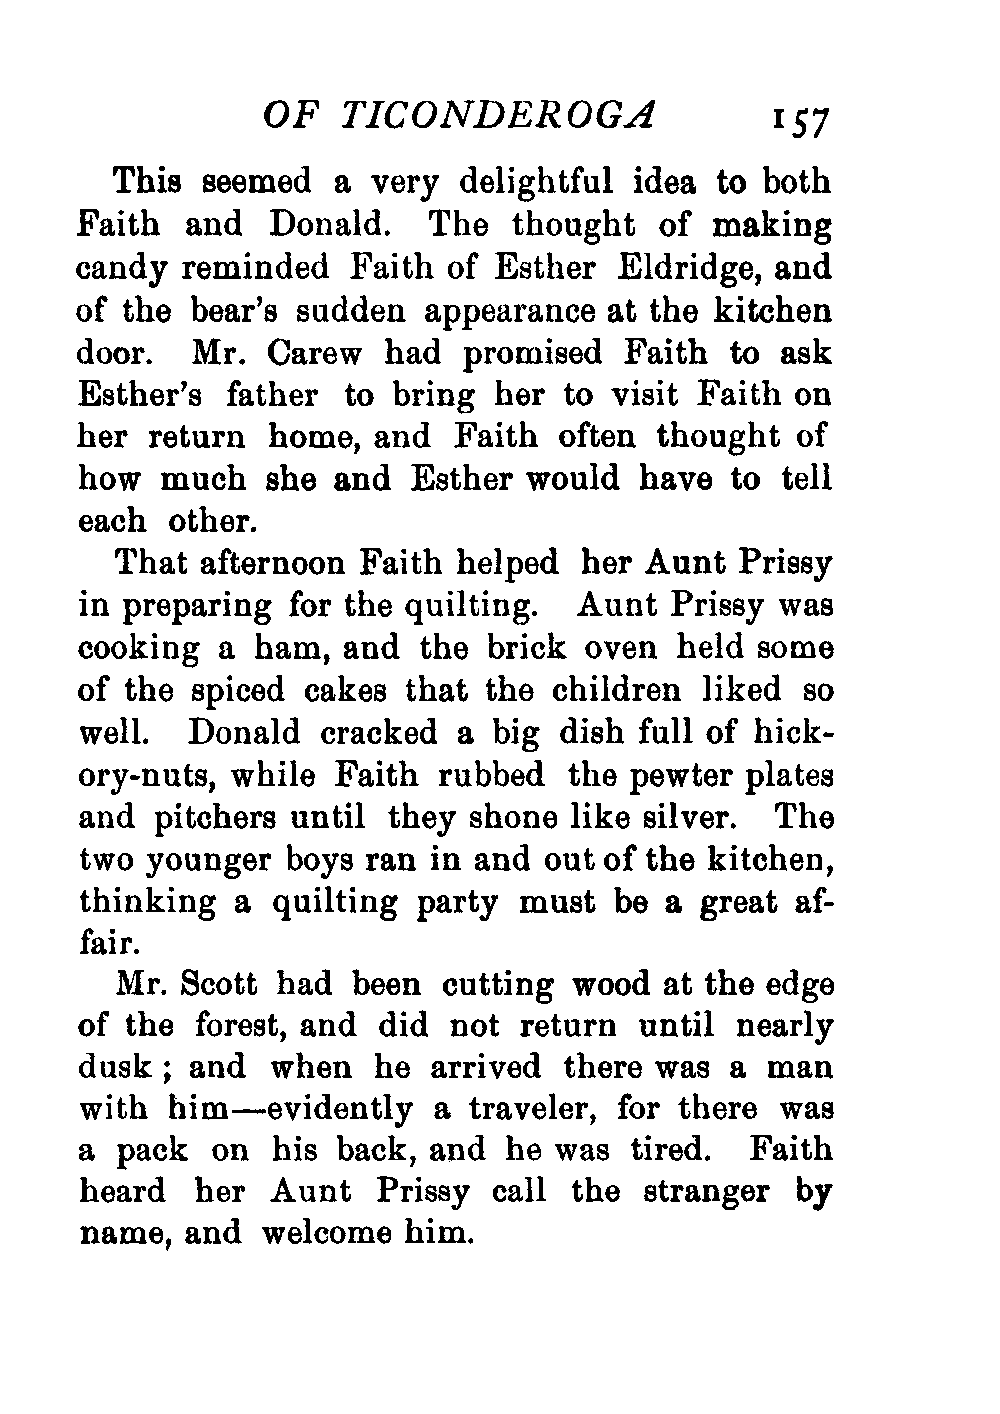 OF TICONDEROGA 157
This seemed a very delightful idea to both
Faith and Donald. The thought of making
candy reminded Faith of Esther Eldridge, and
of the bear's sudden appearance at the kitchen
door. Mr. Carew had promised Faith to ask
Esther's father to bring her to visit Faith on
her return home, and Faith often thought of
how much she and Esther would have to tell
each other.
That afternoon Faith helped her Aunt Prissy
in preparing for the quilting. Aunt Prissy was
cooking a ham, and the brick oven held some
of the spiced cakes that the children liked so
well. Donald cracked a big dish full of hick-
ory-nuts, while Faith rubbed the pewter plates
and pitchers until they shone like silver. The
two younger boys ran in and out of the kitchen,
thinking a quilting party must be a great af-
fair.
Mr. Scott had been cutting wood at the edge
of the forest, and did not return until nearly
dusk; and when he arrived there was a man
with him—evidently a traveler, for there was
a pack on his back, and he was tired. Faith
heard her Aunt Prissy call the stranger by
name, and welcome him.